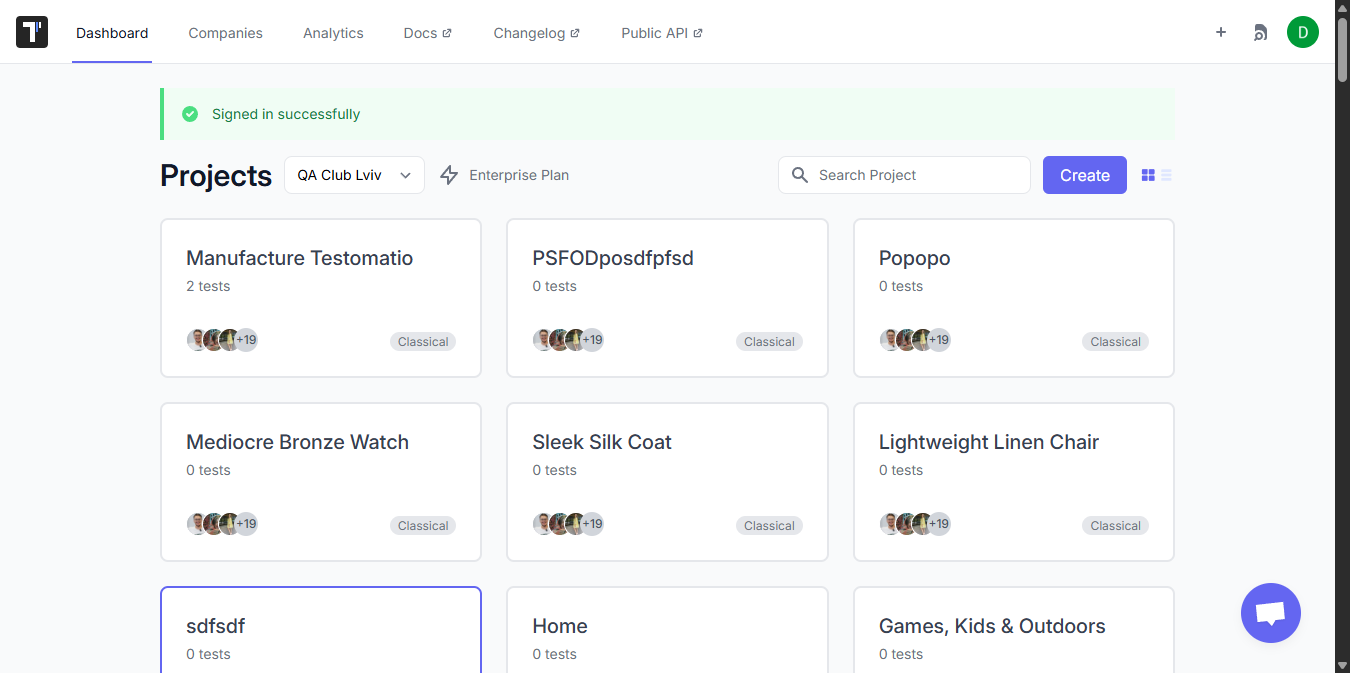 Dashboard
Companies
Analytics
Docs
Changelog
Public API
D
Signed in successfully
Projects
QA Club Lviv
Enterprise Plan
Search Project
Create
Manufacture Testomatio
2 tests
+19
Classical
PSFODposdfpfsd
0 tests
+19
Classical
Popopo
0 tests
+19
Classical
Mediocre Bronze Watch
0 tests
+19
Classical
Sleek Silk Coat
0 tests
+19
Classical
Lightweight Linen Chair
0 tests
+19
Classical
sdfsdf
0 tests
Home
0 tests
Games, Kids & Outdoors
0 tests